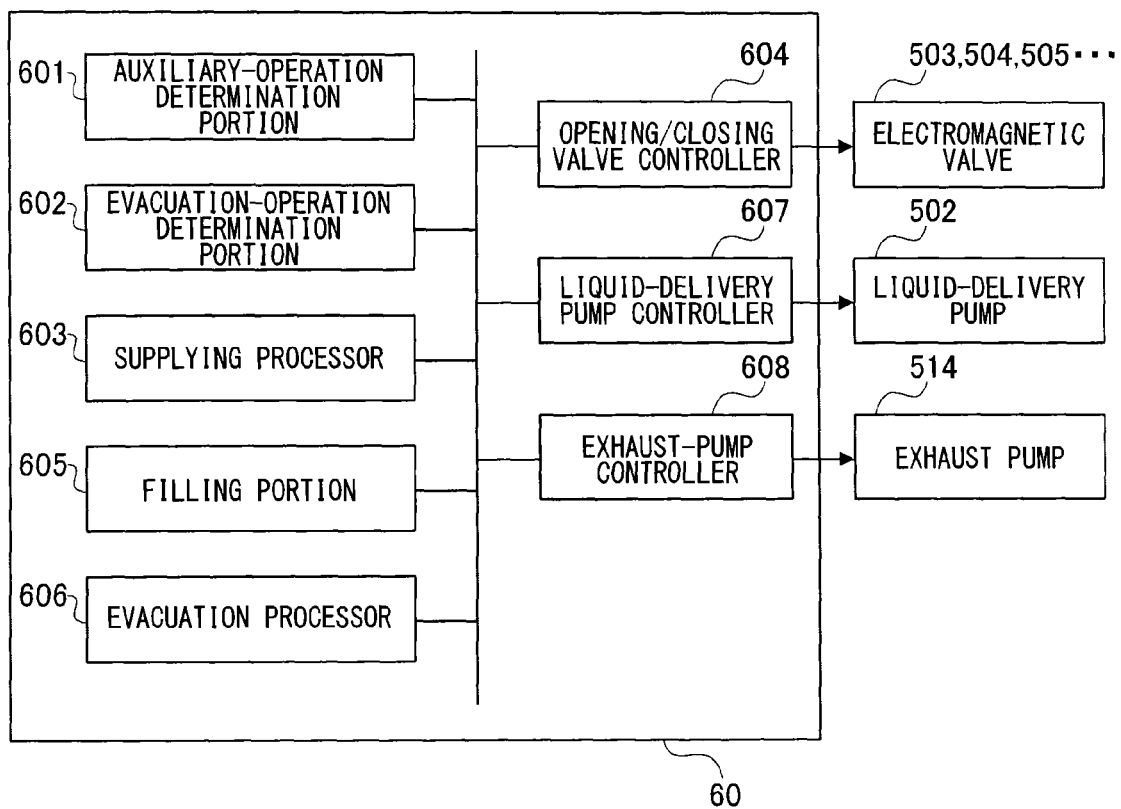 601
AUXILIARY-OPERATION
DETERMINATION
PORTION
602
EVACUATION-OPERATION
DETERMINATION
PORTION
603
SUPPLYING PROCESSOR
605
FILLING PORTION
606
EVACUATION PROCESSOR
604
OPENING/CLOSING
VALVE CONTROLLER
607
LIQUID-DELIVERY
PUMP CONTROLLER
608
EXHAUST-PUMP
CONTROLLER
503,504,505···
ELECTROMAGNETIC
VALVE
502
LIQUID-DELIVERY
PUMP
514
EXHAUST PUMP
60